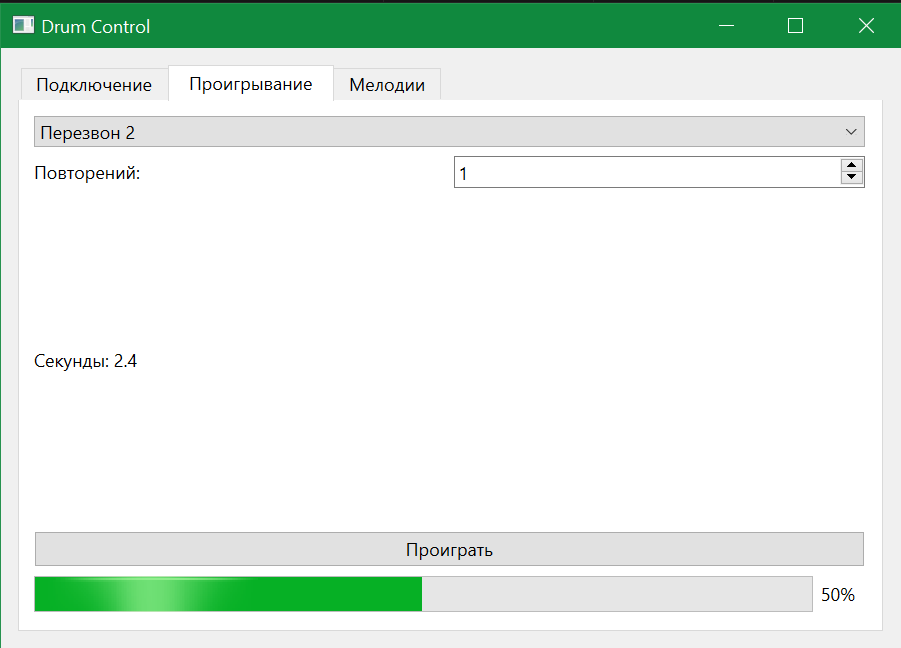 Drum Control
Подключение Проигрывание Мелодии
Перезвон 2
Повторений: 1
Секунды: 2.4
Проиграть
50%